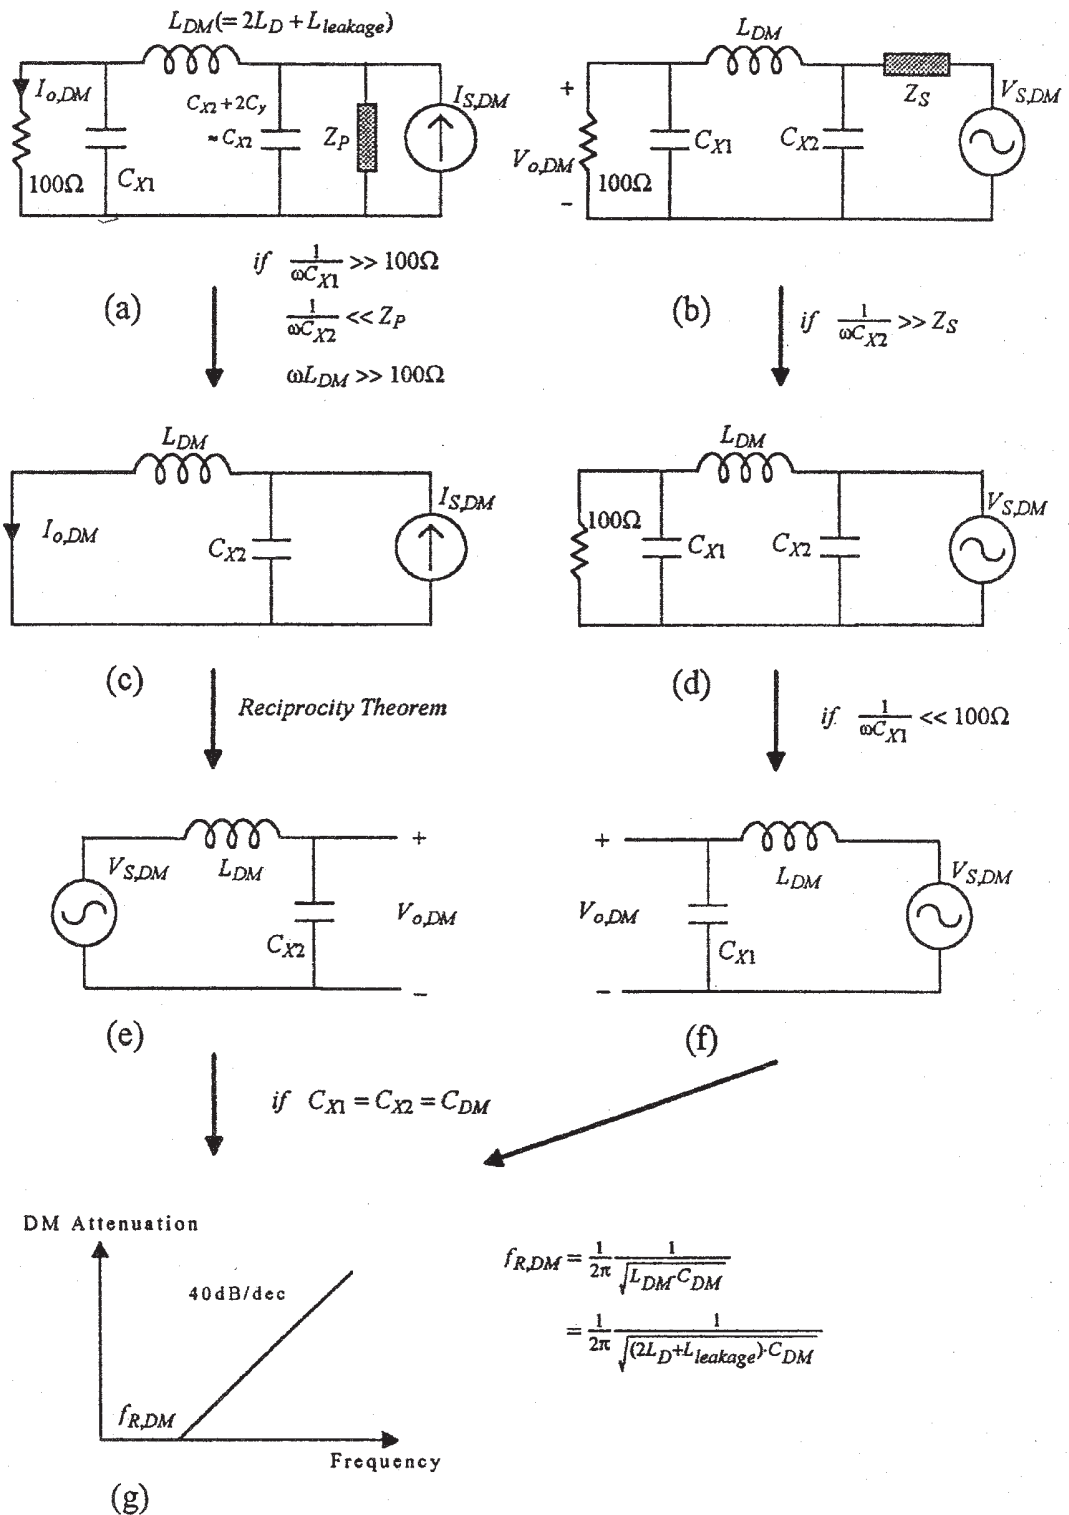 L_DM(= 2L_D + L_leakage)
I_o,DM
C_X2 + 2C_y
≈ C_X2
Z_P
I_S,DM
100Ω
C_X1
(a)
if 1/ωC_X1 >> 100Ω
1/ωC_X2 << Z_P
ωL_DM >> 100Ω
L_DM
Z_S
V_S,DM
+
V_o,DM
−
100Ω
C_X1
C_X2
(b)
if 1/ωC_X2 >> Z_S
L_DM
I_o,DM
C_X2
I_S,DM
(c)
Reciprocity Theorem
L_DM
100Ω
C_X1
C_X2
V_S,DM
(d)
if 1/ωC_X1 << 100Ω
V_S,DM
L_DM
C_X2
+
V_o,DM
−
(e)
if C_X1 = C_X2 = C_DM
+
V_o,DM
−
C_X1
L_DM
V_S,DM
(f)
DM Attenuation
40dB/dec
f_R,DM
Frequency
(g)
f_R,DM = 1/2π 1/√(L_DM·C_DM)
= 1/2π 1/√((2L_D+L_leakage)·C_DM)